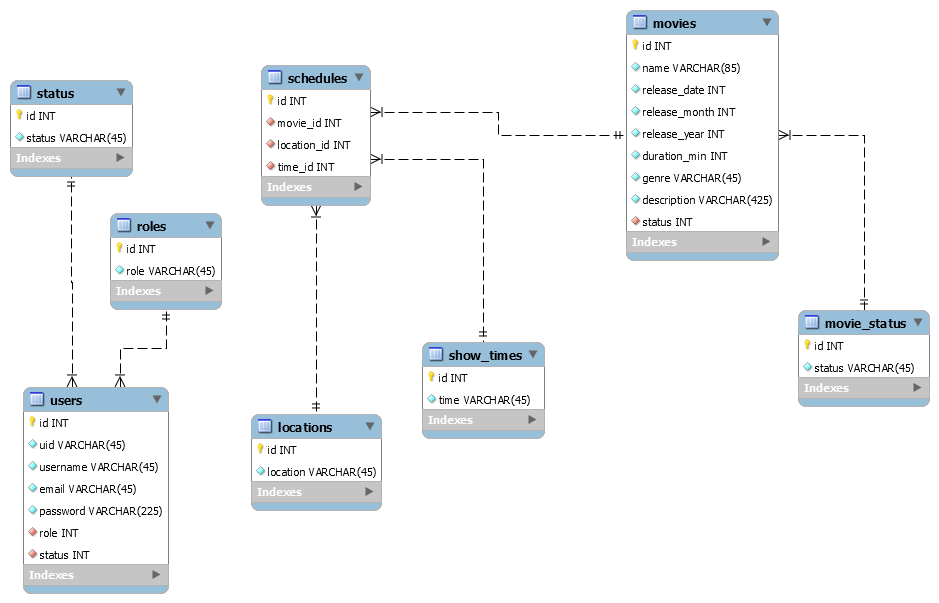 status
id INT
status VARCHAR(45)
Indexes
roles
id INT
role VARCHAR(45)
Indexes
users
id INT
uid VARCHAR(45)
username VARCHAR(45)
email VARCHAR(45)
password VARCHAR(225)
role INT
status INT
Indexes
schedules
id INT
movie_id INT
location_id INT
time_id INT
Indexes
locations
id INT
location VARCHAR(45)
Indexes
show_times
id INT
time VARCHAR(45)
Indexes
movies
id INT
name VARCHAR(85)
release_date INT
release_month INT
release_year INT
duration_min INT
genre VARCHAR(45)
description VARCHAR(425)
status INT
Indexes
movie_status
id INT
status VARCHAR(45)
Indexes